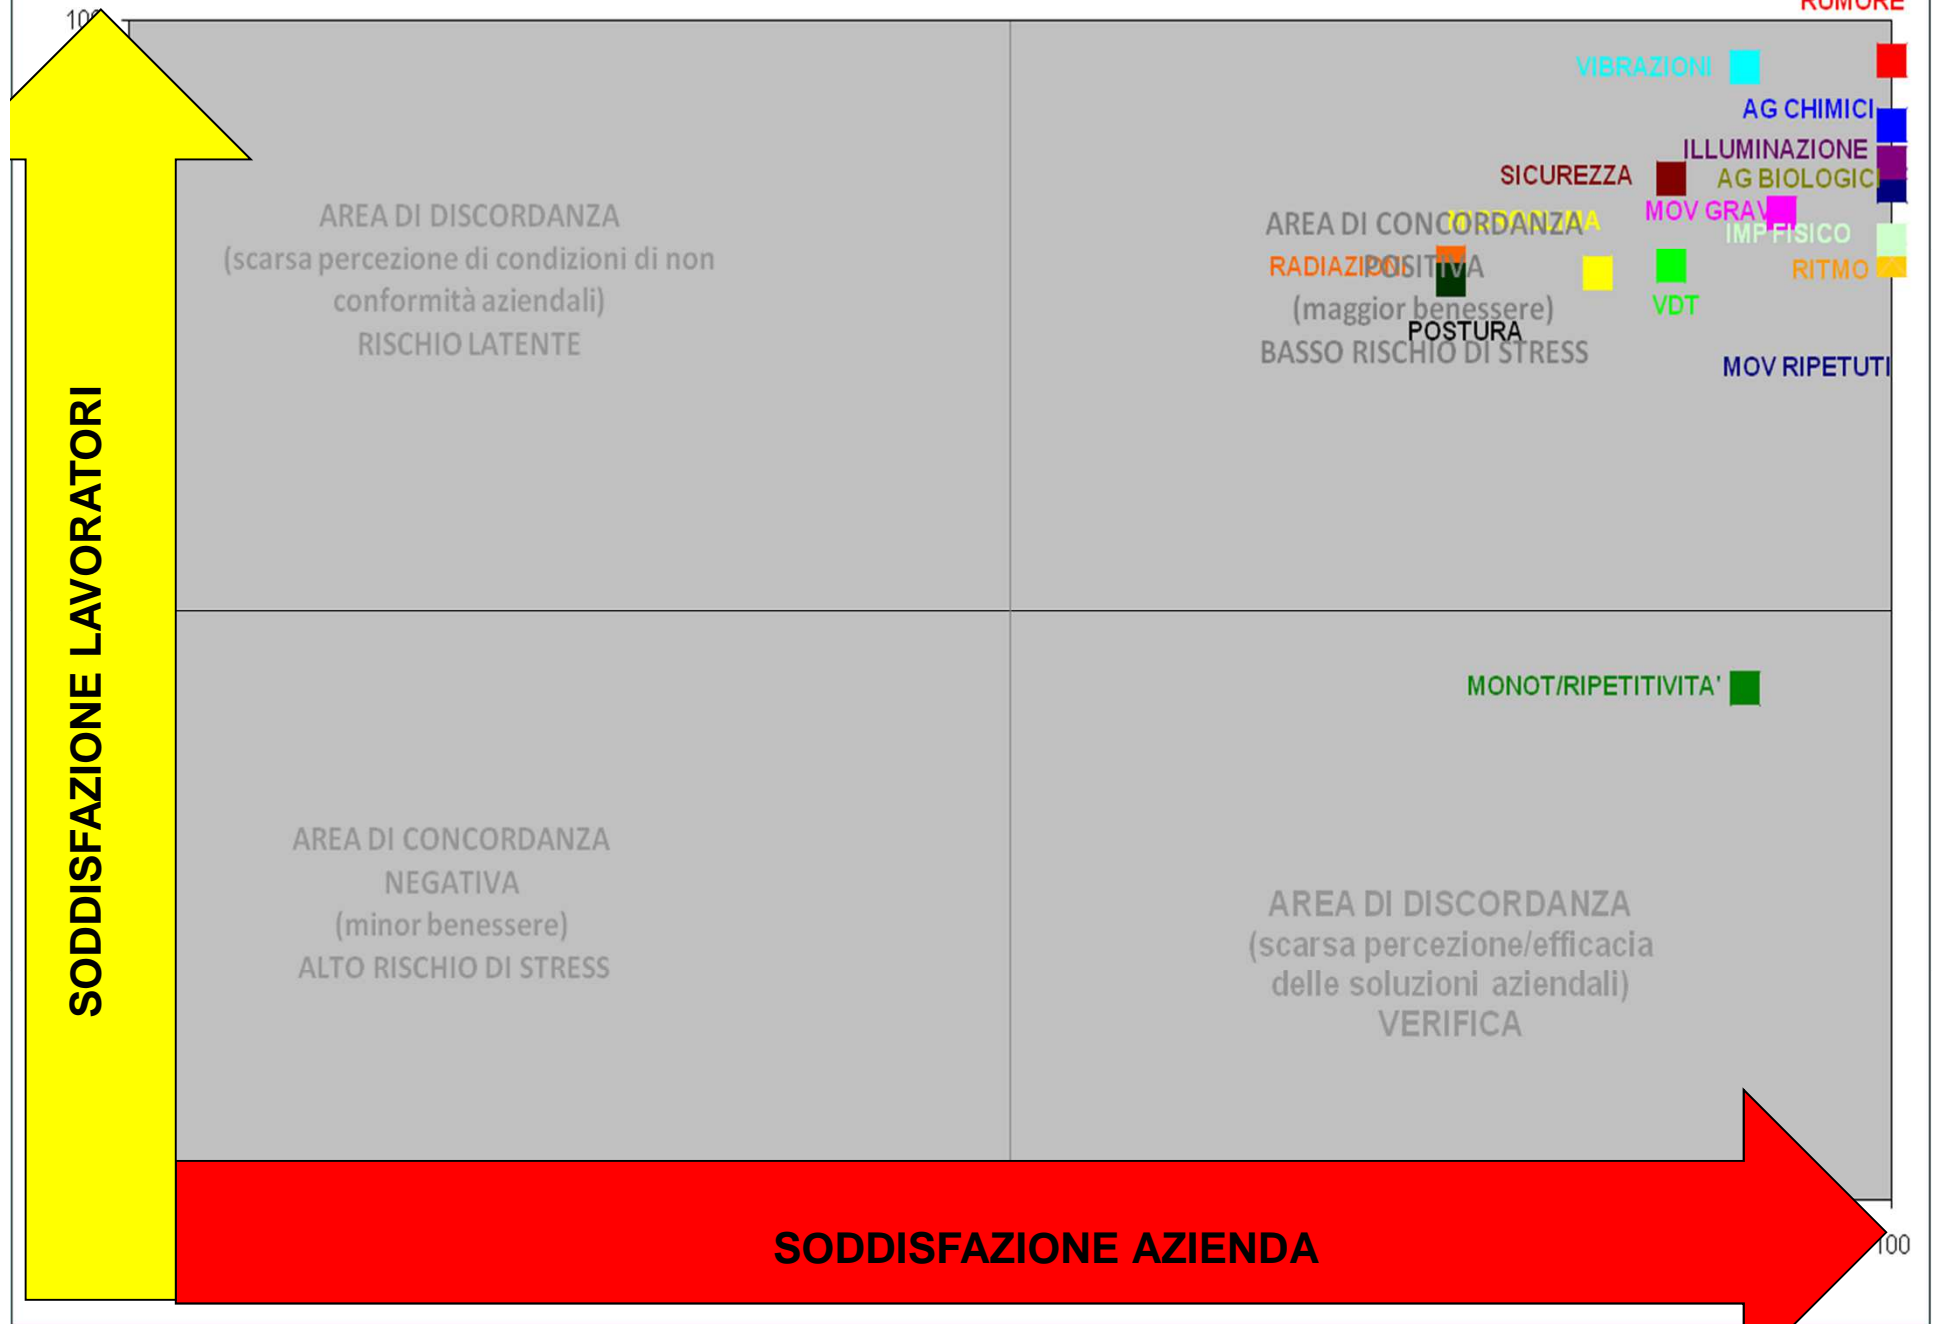 RUMORE
100
VIBRAZIONI
AG CHIMICI
ILLUMINAZIONE
SICUREZZA
AG BIOLOGICI
MOV GRAV
IMP FISICO
RADIAZIONI
RITMO
VDT
POSTURA
MOV RIPETUTI
AREA DI DISCORDANZA
(scarsa percezione di condizioni di non
conformità aziendali)
RISCHIO LATENTE
AREA DI CONCORDANZA
POSITIVA
(maggior benessere)
BASSO RISCHIO DI STRESS
SODDISFAZIONE LAVORATORI
MONOT/RIPETITIVITA'
AREA DI CONCORDANZA
NEGATIVA
(minor benessere)
ALTO RISCHIO DI STRESS
AREA DI DISCORDANZA
(scarsa percezione/efficacia
delle soluzioni aziendali)
VERIFICA
SODDISFAZIONE AZIENDA
100